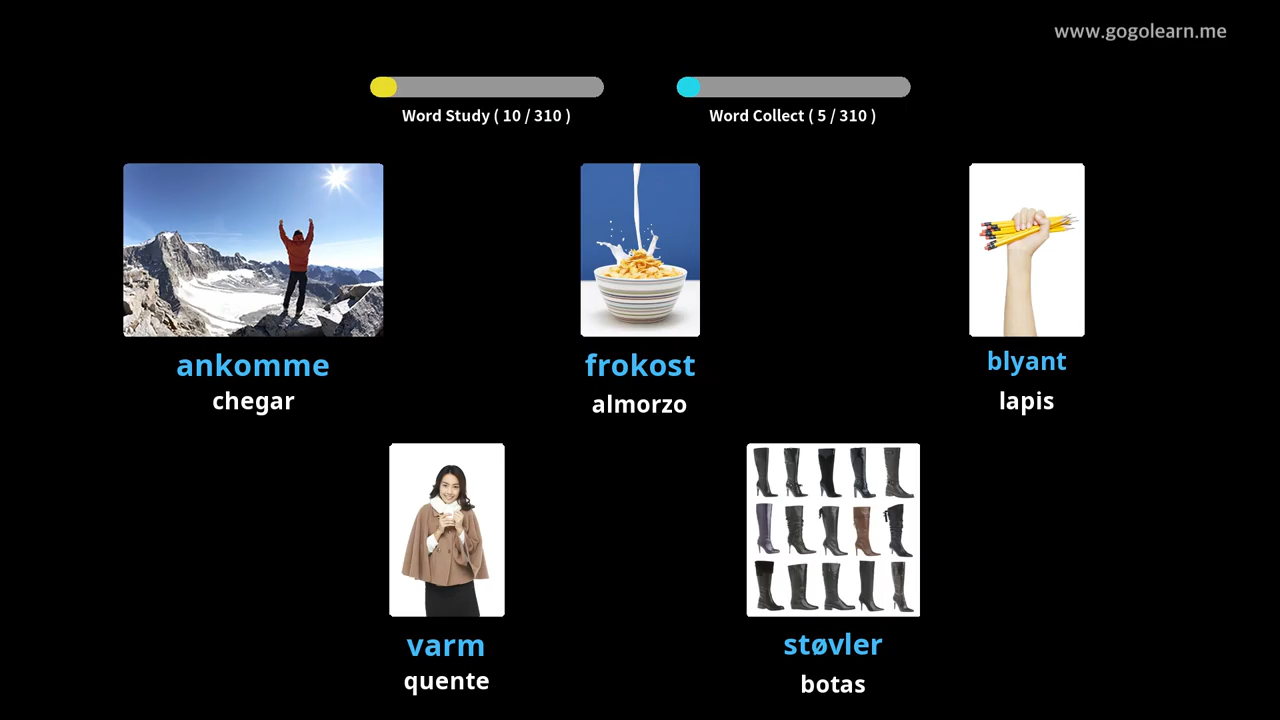 www.gogolearn.me
Word Study ( 10 / 310 )
Word Collect ( 5 / 310 )
ankomme
chegar
frokost
almorzo
blyant
lapis
varm
quente
støvler
botas